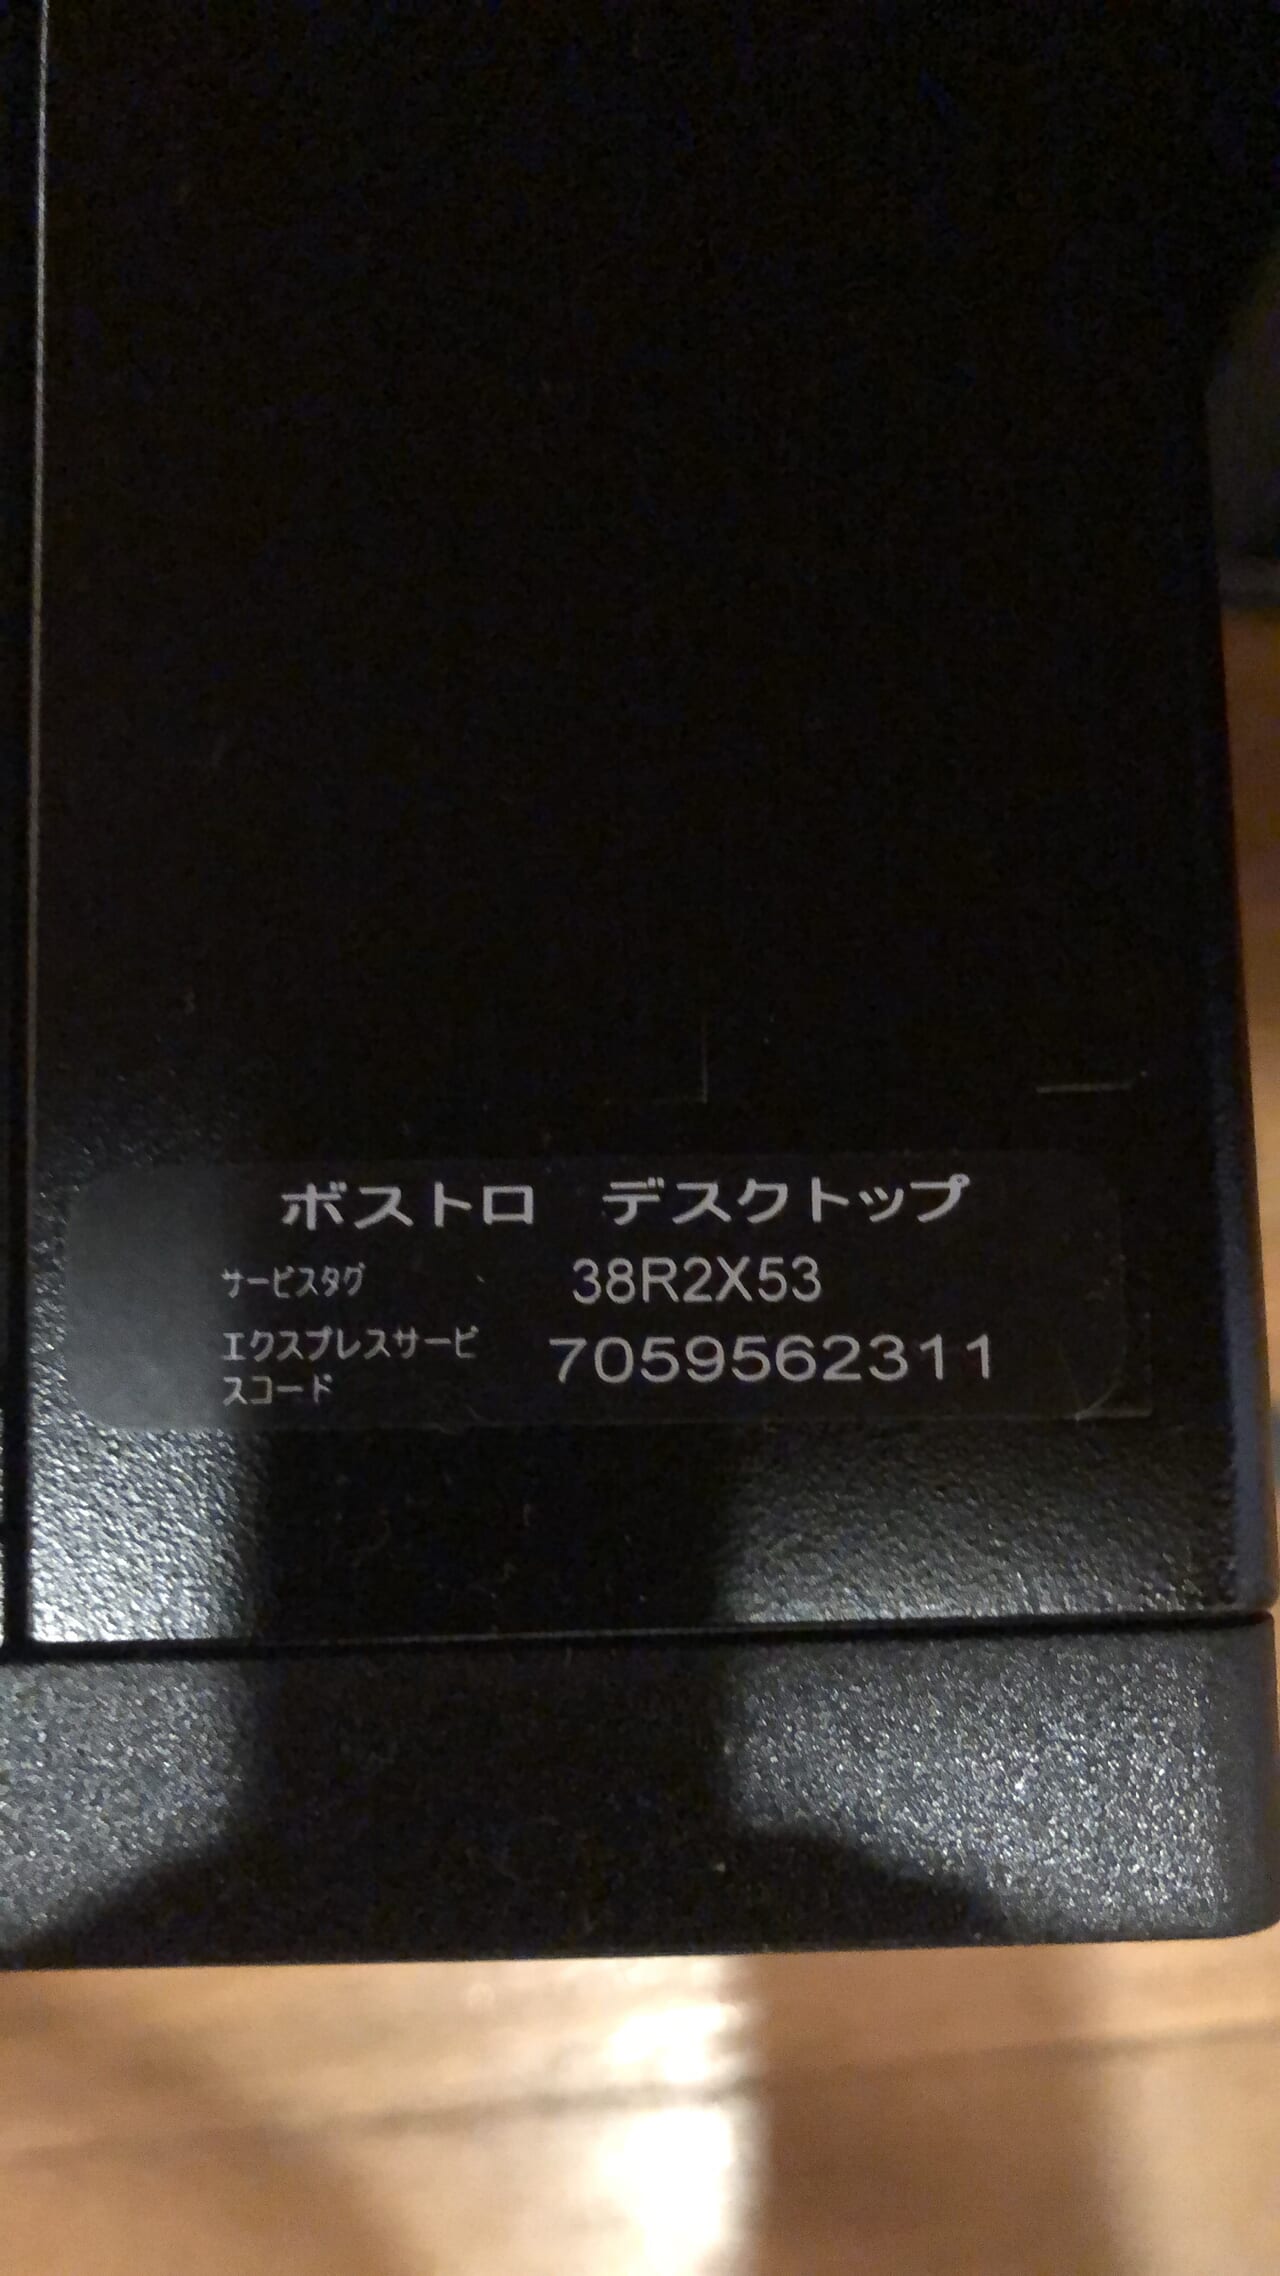 ボストロ デスクトップ
サービスタグ 38R2X53
エクスプレスサービ
スコード 7059562311